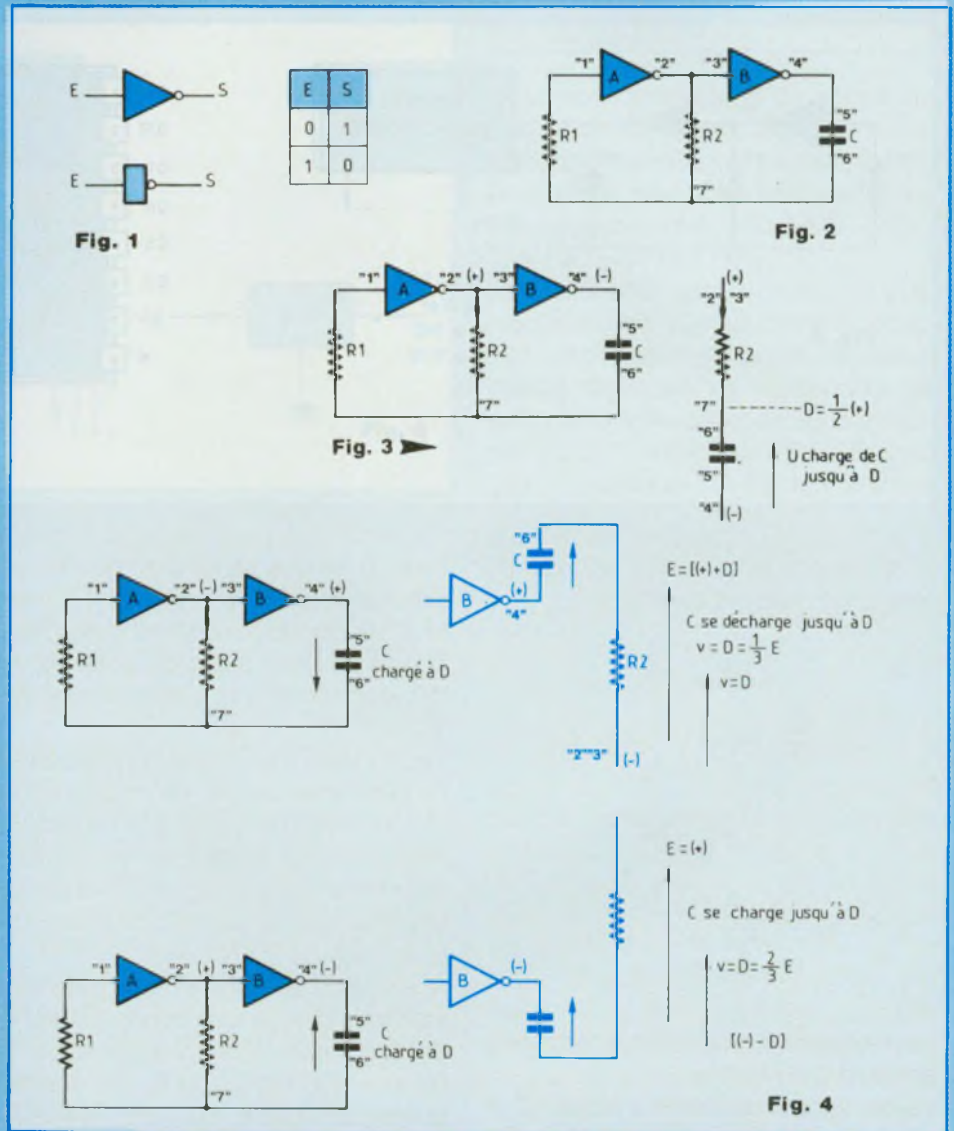 E S
E S
E S
0 1
1 0
Fig. 1
"1" A "2" "3" B "4"
R1 R2 "5" C "6"
"7"
Fig. 2
"1" A "2" (+) "3" B "4" (-)
R1 R2 "5" C "6"
"7"
Fig. 3
(+)
"2" "3"
R2
"7" D = 1/2 (+)
"6"
"5"
"4" (-)
U charge de C
jusqu'à D
"1" A "2" (-) "3" B "4" (+)
R1 R2 "5" C
"6" chargé à D
"7"
"6"
C
B (+)
"4"
R2
"2" "3" (-)
E = [(+) + D]
C se décharge jusqu'à D
v = D = 1/3 E
v = D
"1" A "2" (+) "3" B "4" (-)
R1 R2 "5" C
"6" chargé à D
"7"
B (-)
E = (+)
C se charge jusqu'à D
v = D = 2/3 E
[(-) - D]
Fig. 4